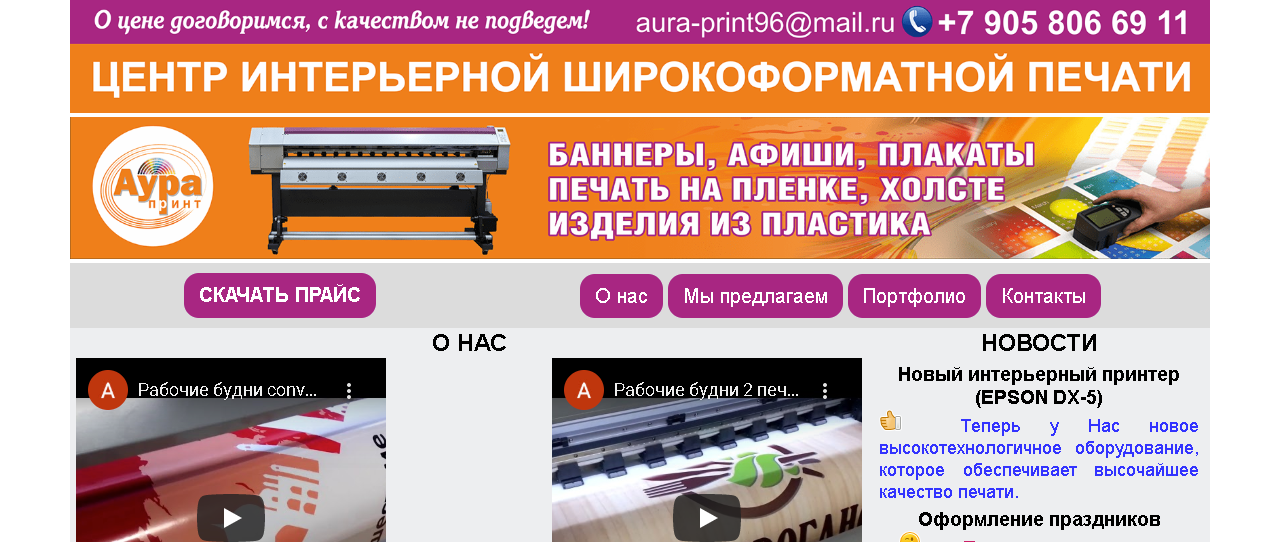 О цене договоримся, с качеством не подведем!
aura-print96@mail.ru +7 905 806 69 11
ЦЕНТР ИНТЕРЬЕРНОЙ ШИРОКОФОРМАТНОЙ ПЕЧАТИ
Аура
принт
БАННЕРЫ, АФИШИ, ПЛАКАТЫ
ПЕЧАТЬ НА ПЛЕНКЕ, ХОЛСТЕ
ИЗДЕЛИЯ ИЗ ПЛАСТИКА
СКАЧАТЬ ПРАЙС
О нас
Мы предлагаем
Портфолио
Контакты
О НАС
А Рабочие будни conv...
А Рабочие будни 2 печ...
НОВОСТИ
Новый интерьерный принтер
(EPSON DX-5)
Теперь у Нас новое
высокотехнологичное оборудование,
которое обеспечивает высочайшее
качество печати.
Оформление праздников